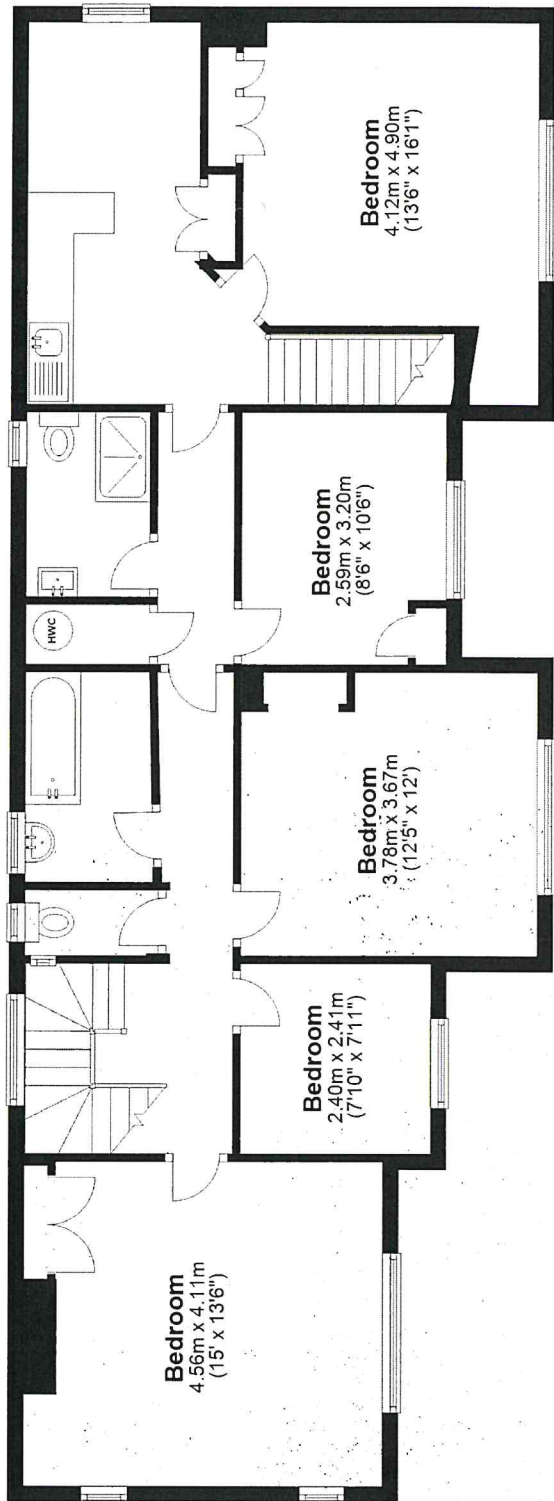 Bedroom
4.12m x 4.90m
(13'6" x 16'1")
Bedroom
2.59m x 3.20m
(8'6" x 10'6")
HWC
Bedroom
3.78m x 3.67m
(12'5" x 12')
Bedroom
2.40m x 2.41m
(7'10" x 7'11")
Bedroom
4.56m x 4.11m
(15' x 13'6")